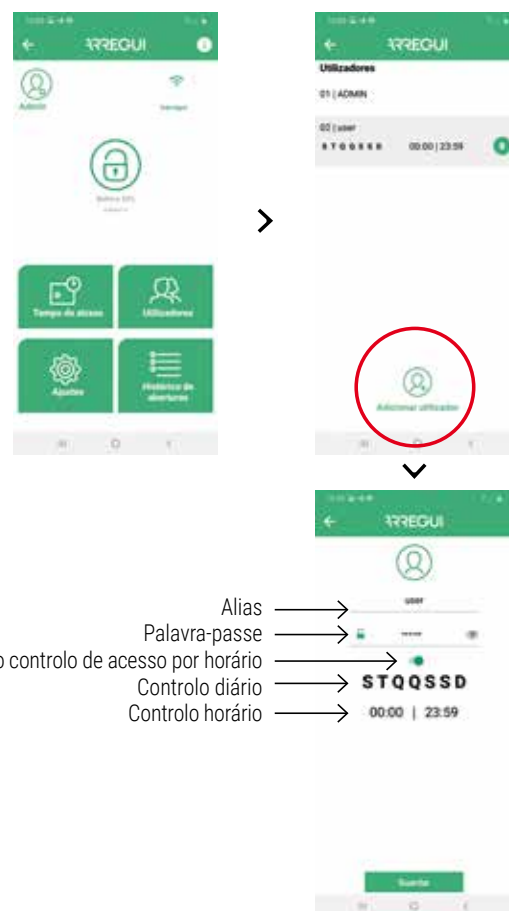 ARREGUI
Admin
Tempo de atraso
Utilizadores
Ajustes
Histórico de
aberturas
ARREGUI
Utilizadores
01 | ADMIN
02 | user
S T Q Q S S D 00:00 | 23:59
Adicionar utilizador
ARREGUI
user
S T Q Q S S D
00:00 | 23:59
Alias
Palavra-passe
o controlo de acesso por horário
Controlo diário
Controlo horário